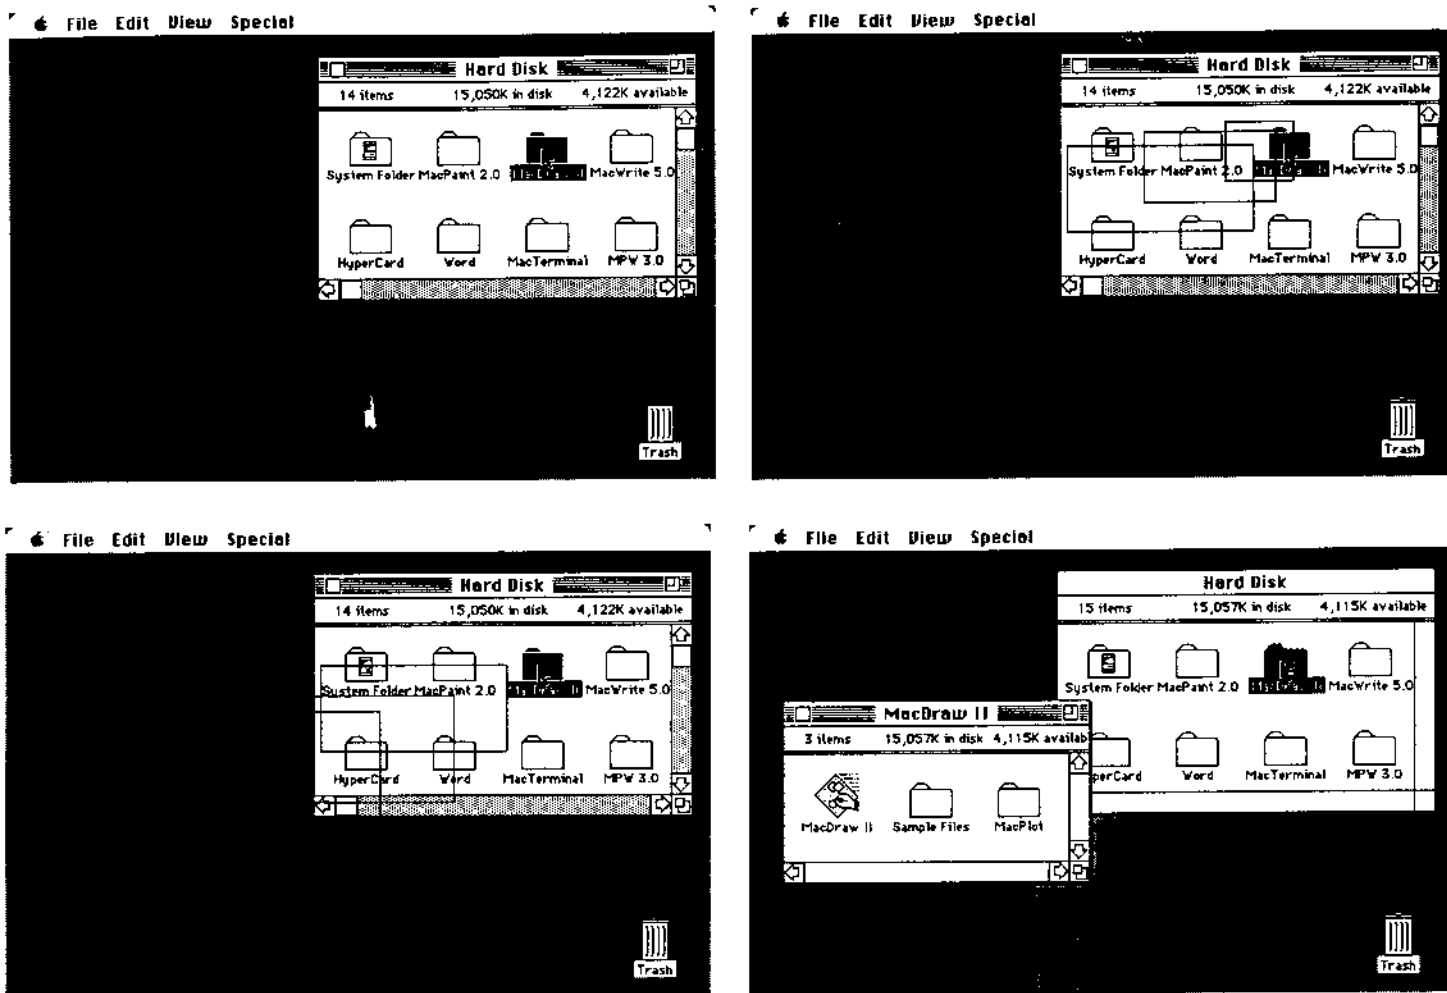 File Edit View Special
Hard Disk
14 items 15,050K in disk 4,122K available
System Folder MacPaint 2.0 MacWrite 5.0
HyperCard Word MacTerminal MPW 3.0
Trash
File Edit View Special
Hard Disk
14 items 15,050K in disk 4,122K available
System Folder MacPaint 2.0 MacWrite 5.0
HyperCard Word MacTerminal MPW 3.0
Trash
File Edit View Special
Hard Disk
14 items 15,050K in disk 4,122K available
System Folder MacPaint 2.0 MacWrite 5.0
HyperCard Word MacTerminal MPW 3.0
Trash
File Edit View Special
Hard Disk
15 items 15,057K in disk 4,115K available
System Folder MacPaint 2.0 MacWrite 5.0
MacDraw II
3 items 15,057K in disk 4,115K availab
perCard Word MacTerminal MPW 3.0
MacDraw II Sample Files MacPlot
Trash